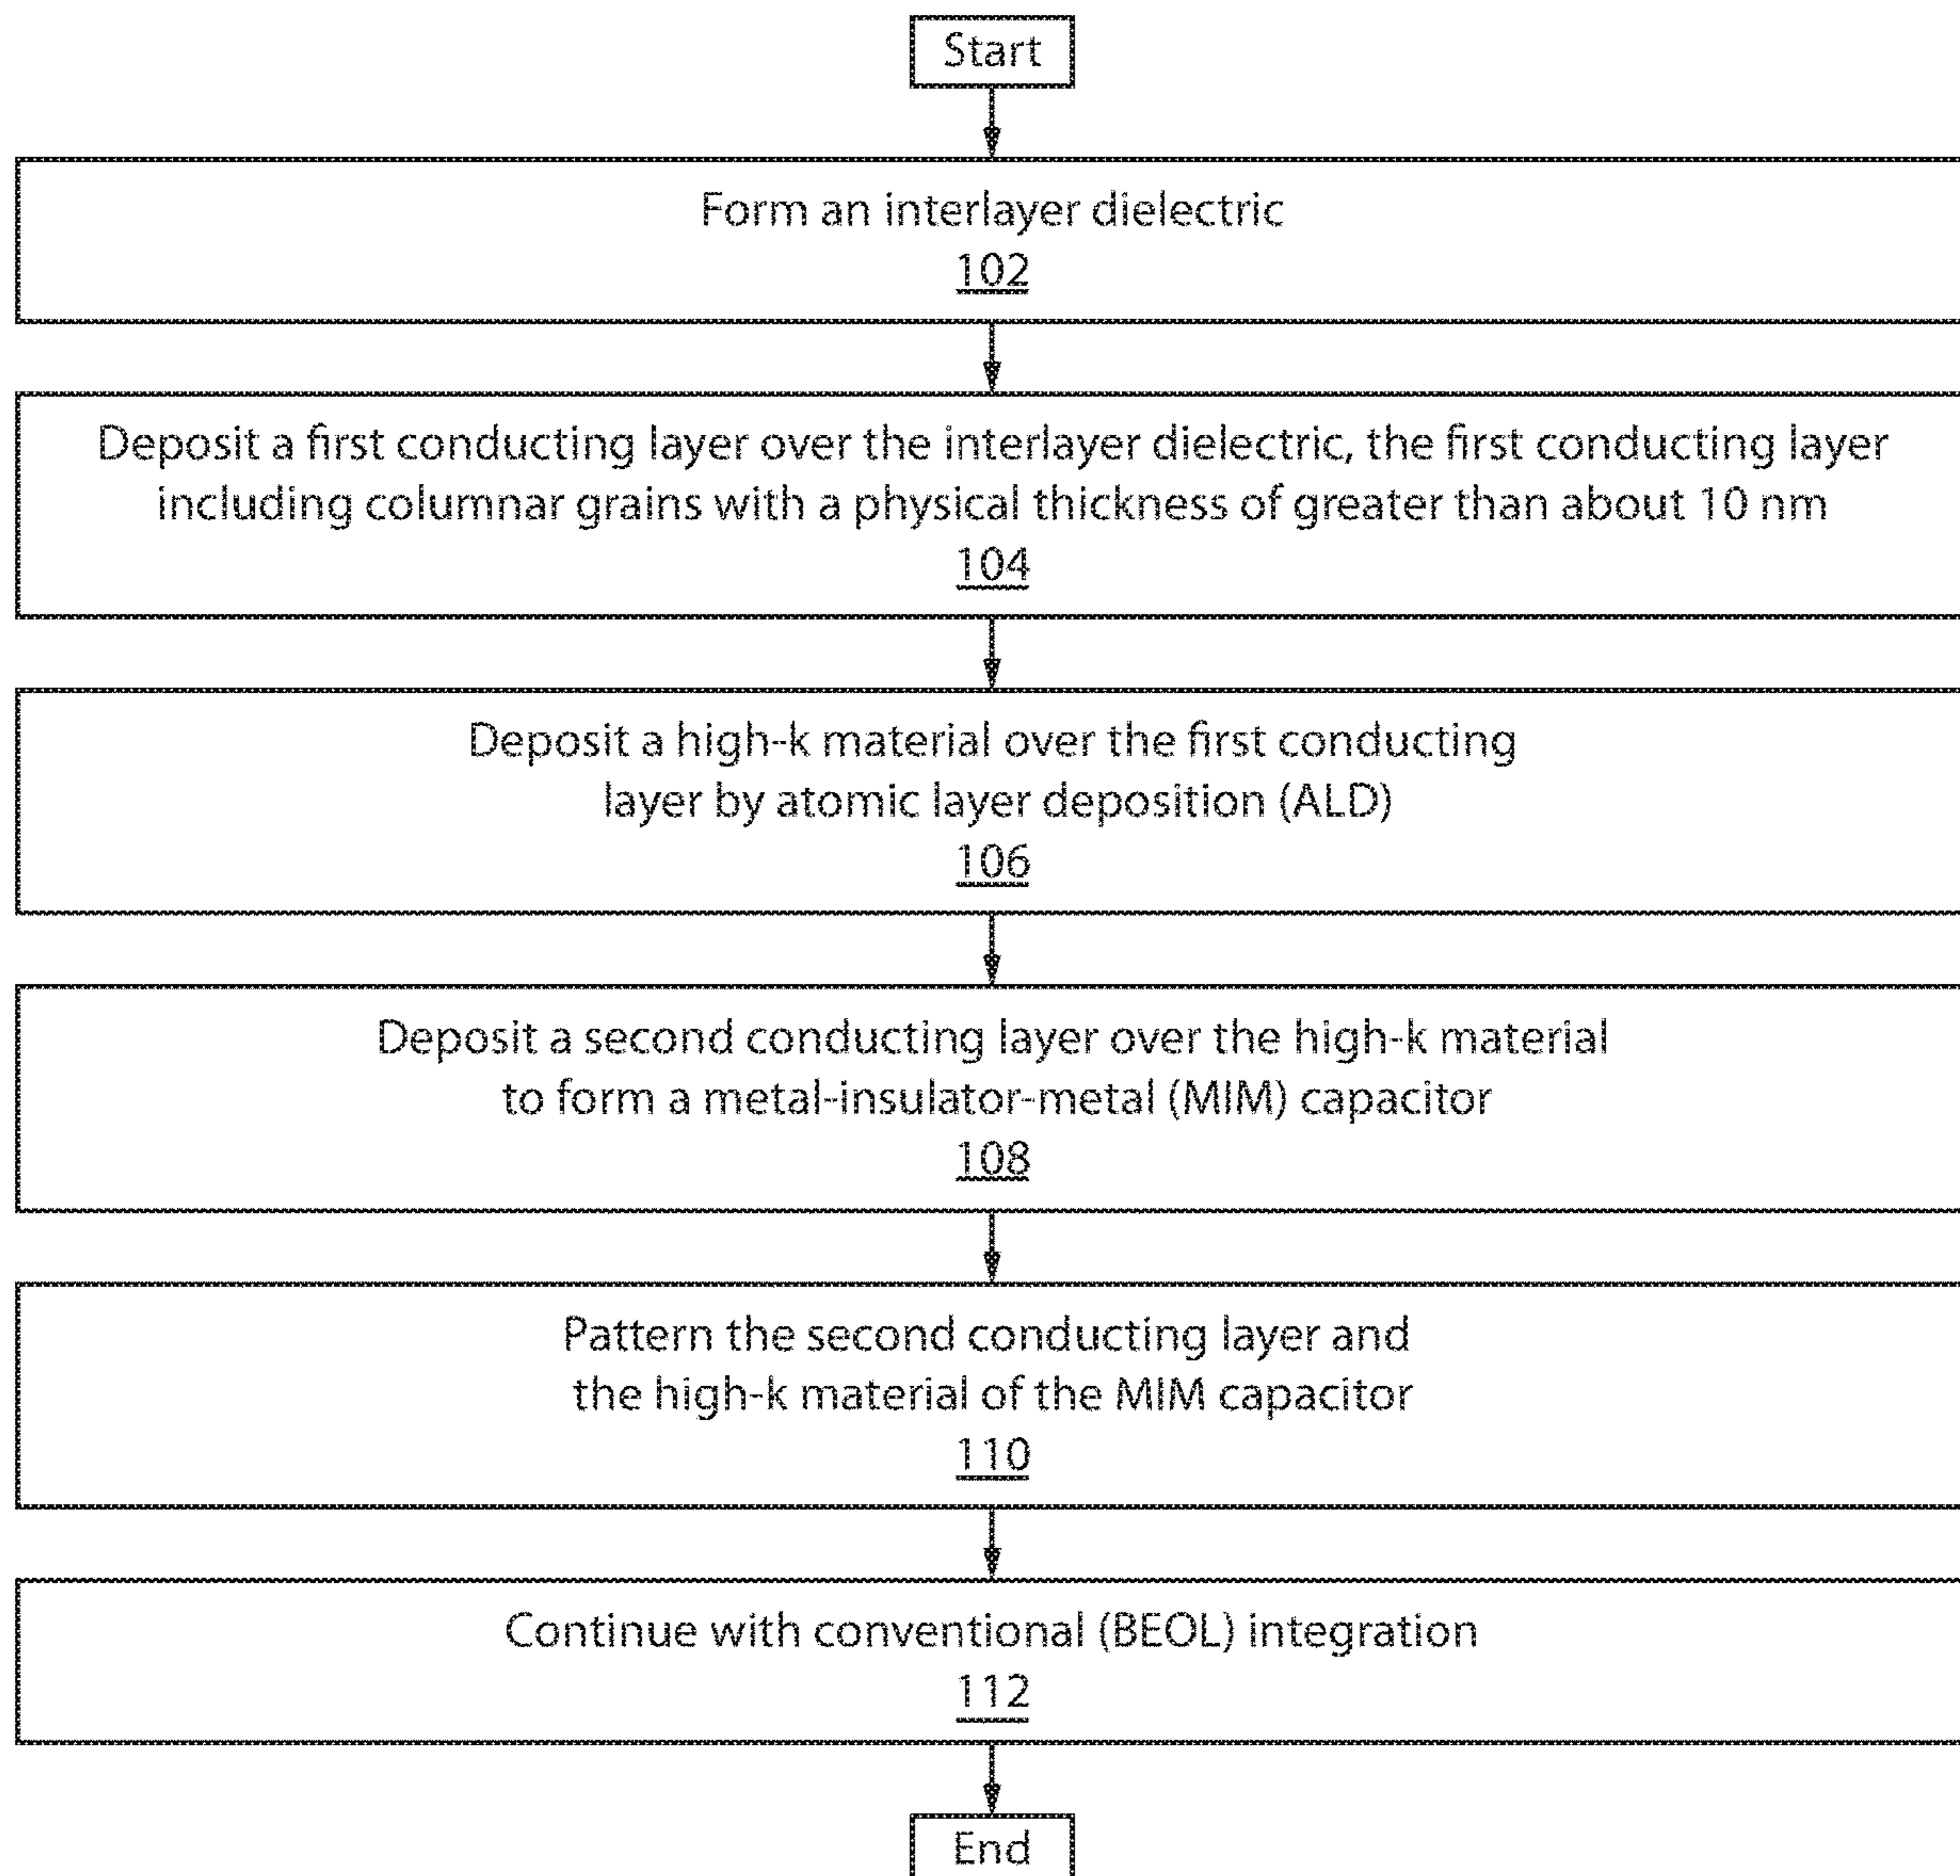 Start
Form an interlayer dielectric
102
Deposit a first conducting layer over the interlayer dielectric, the first conducting layer
including columnar grains with a physical thickness of greater than about 10 nm
104
Deposit a high-k material over the first conducting
layer by atomic layer deposition (ALD)
106
Deposit a second conducting layer over the high-k material
to form a metal-insulator-metal (MIM) capacitor
108
Pattern the second conducting layer and
the high-k material of the MIM capacitor
110
Continue with conventional (BEOL) integration
112
End